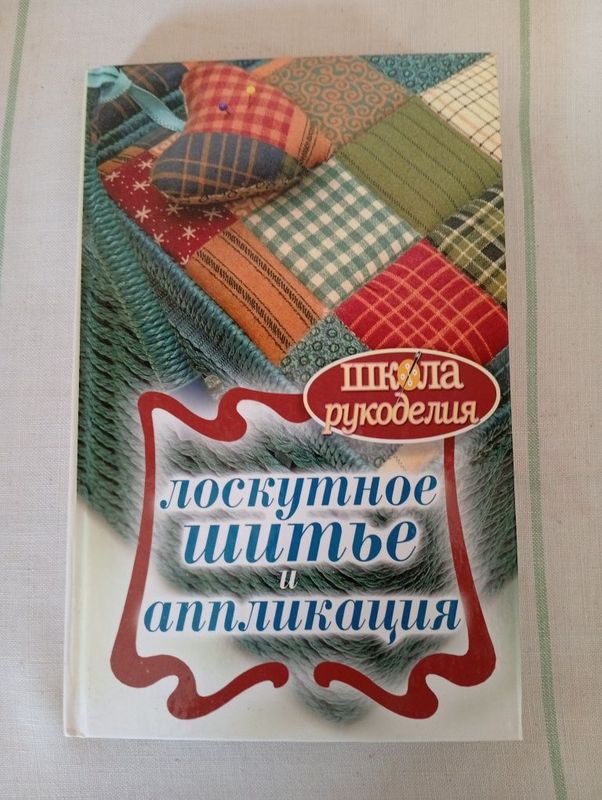 школа
рукоделия
лоскутное
шитье
и
аппликация